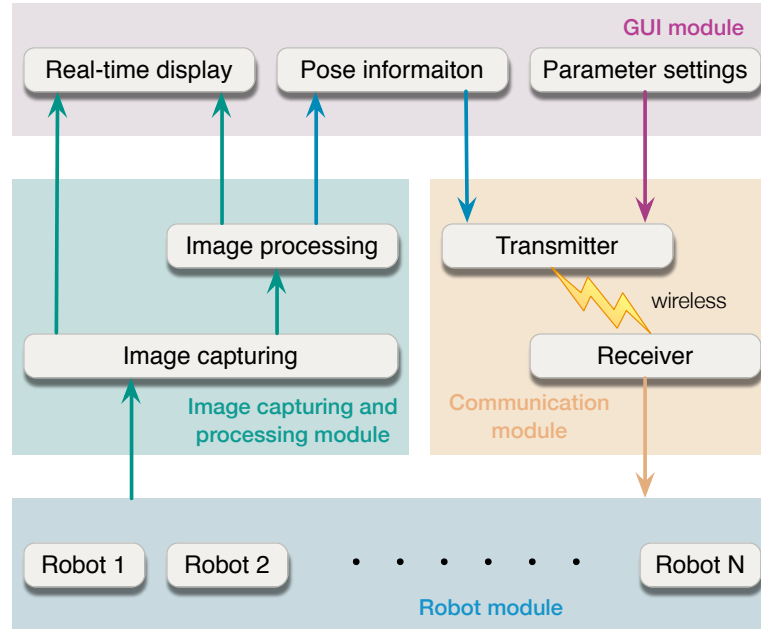 GUI module
Real-time display
Pose informaiton
Parameter settings
Image processing
Transmitter
wireless
Image capturing
Receiver
Image capturing and
processing module
Communication
module
Robot 1
Robot 2
. . . . . .
Robot N
Robot module